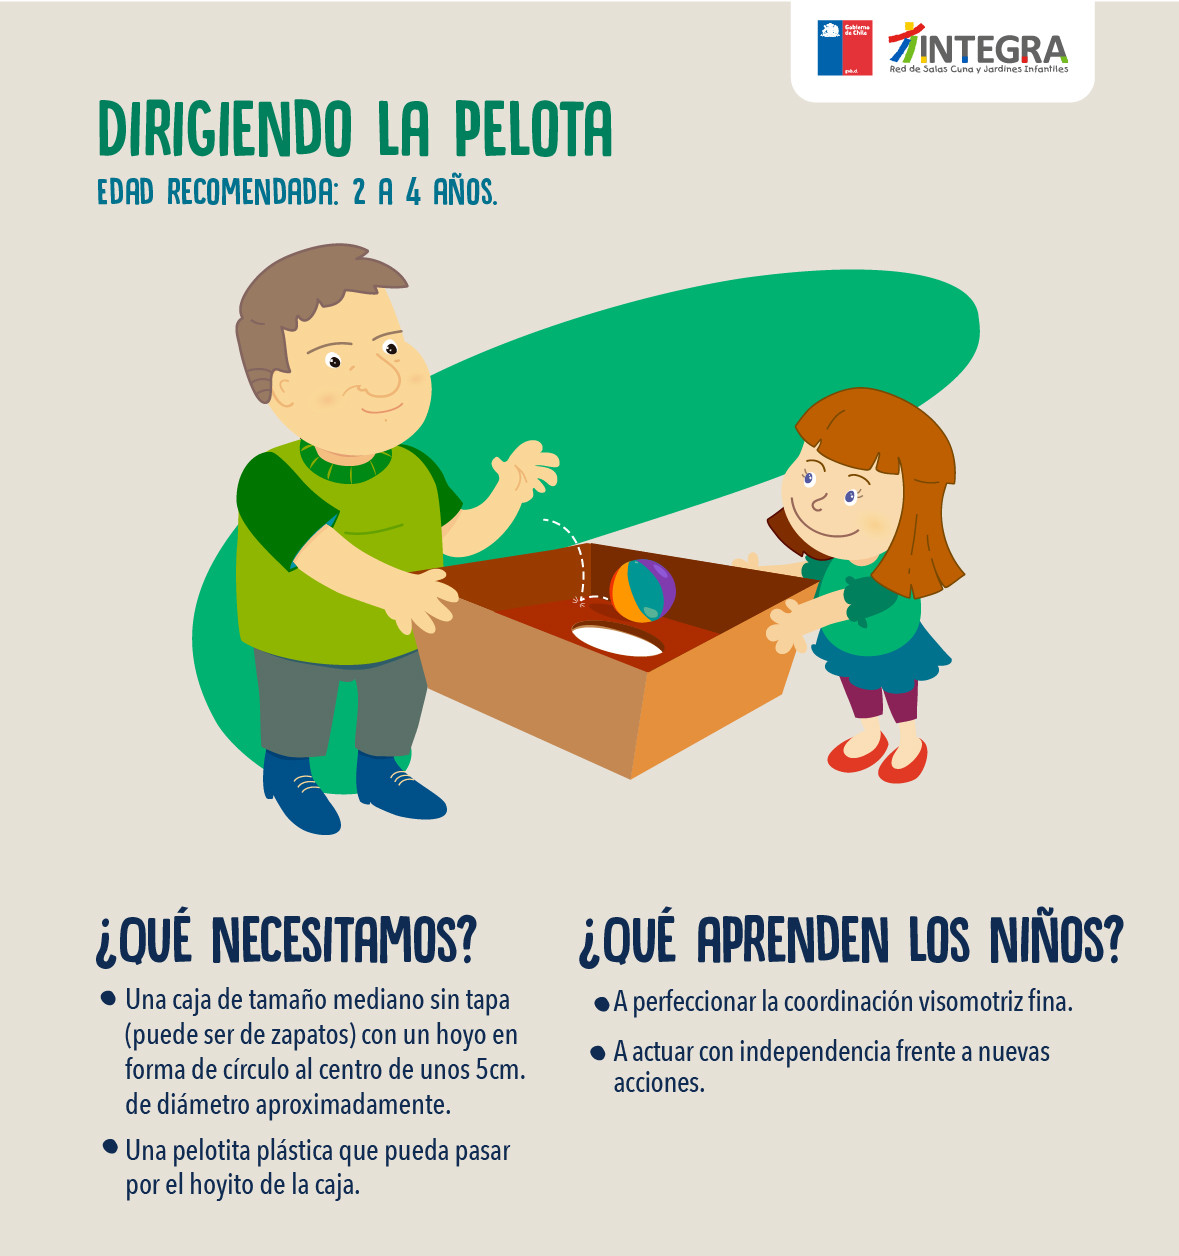 Gobierno
de Chile
gob.cl
INTEGRA
Red de Salas Cuna y Jardines Infantiles
DIRIGIENDO LA PELOTA
EDAD RECOMENDADA: 2 A 4 AÑOS.
¿QUÉ NECESITAMOS?
• Una caja de tamaño mediano sin tapa
(puede ser de zapatos) con un hoyo en
forma de círculo al centro de unos 5cm.
de diámetro aproximadamente.
• Una pelotita plástica que pueda pasar
por el hoyito de la caja.
¿QUÉ APRENDEN LOS NIÑOS?
• A perfeccionar la coordinación visomotriz fina.
• A actuar con independencia frente a nuevas
acciones.